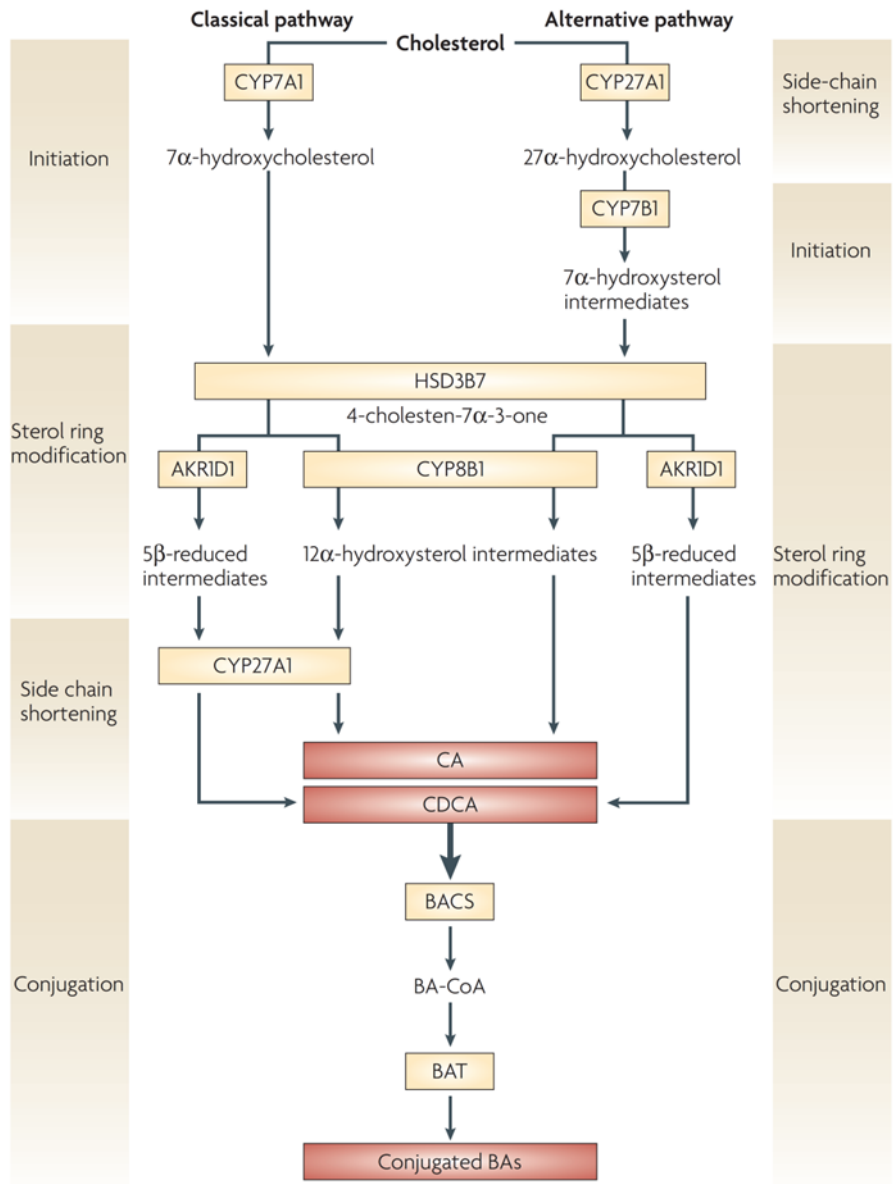 Classical pathway
Alternative pathway
Cholesterol
CYP7A1
CYP27A1
Side-chain
shortening
Initiation
7α-hydroxycholesterol
27α-hydroxycholesterol
CYP7B1
Initiation
7α-hydroxysterol
intermediates
HSD3B7
4-cholesten-7α-3-one
Sterol ring
modification
AKR1D1
CYP8B1
AKR1D1
5β-reduced
intermediates
12α-hydroxysterol intermediates
5β-reduced
intermediates
Sterol ring
modification
CYP27A1
Side chain
shortening
CA
CDCA
BACS
Conjugation
BA-CoA
Conjugation
BAT
Conjugated BAs